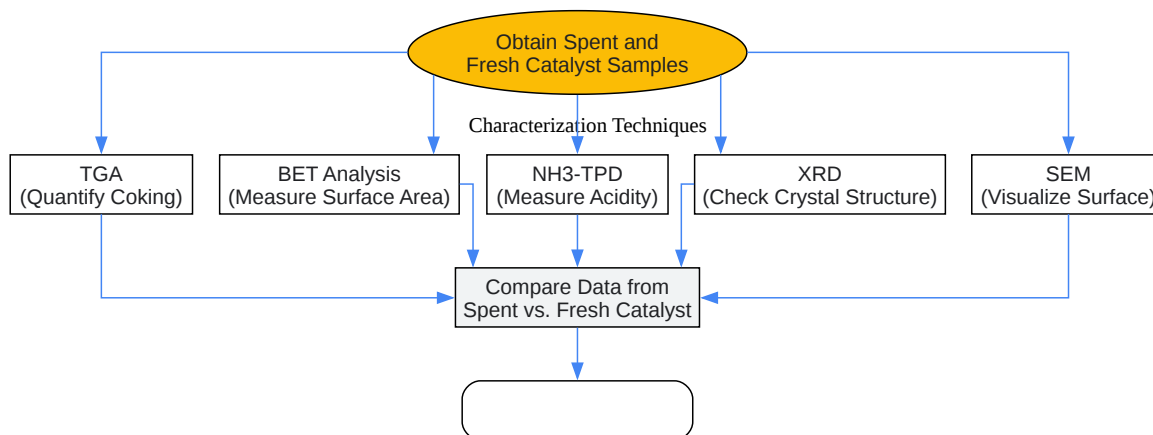 Obtain Spent and
Fresh Catalyst Samples
Characterization Techniques
TGA
(Quantify Coking)
BET Analysis
(Measure Surface Area)
NH3-TPD
(Measure Acidity)
XRD
(Check Crystal Structure)
SEM
(Visualize Surface)
Compare Data from
Spent vs. Fresh Catalyst